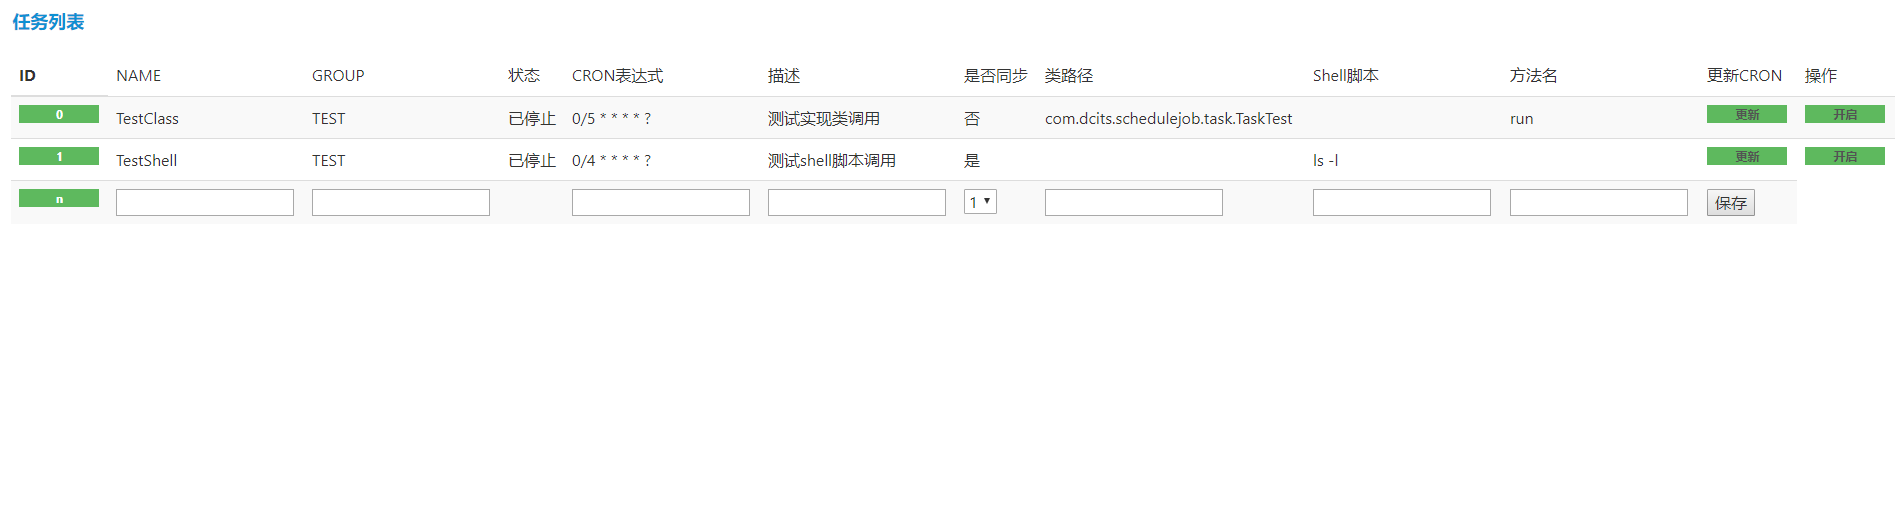 任务列表
ID NAME GROUP 状态 CRON表达式 描述 是否同步 类路径 Shell脚本 方法名 更新CRON 操作
0 TestClass TEST 已停止 0/5 * * * * ? 测试实现类调用 否 com.dcits.schedulejob.task.TaskTest run 更新 开启
1 TestShell TEST 已停止 0/4 * * * * ? 测试shell脚本调用 是 ls -l 更新 开启
n 1 保存